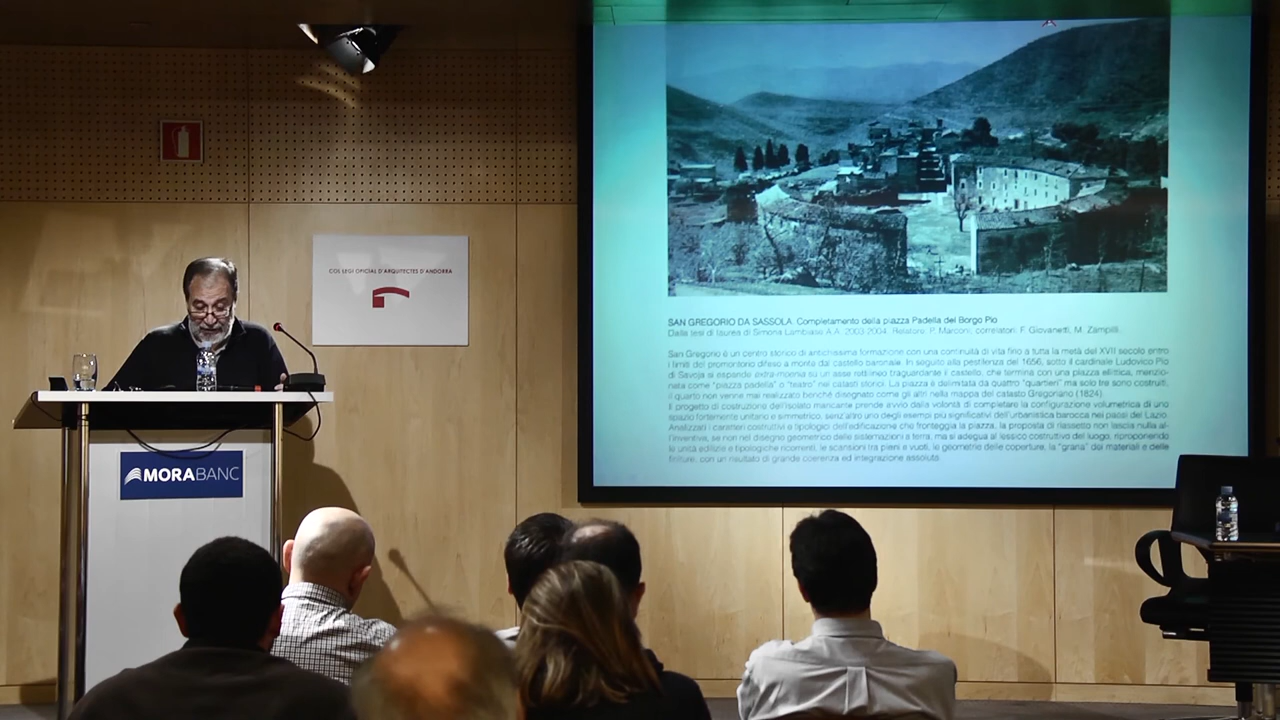 COL·LEGI OFICIAL D'ARQUITECTES D'ANDORRA
MORABANC
SAN GREGORIO DA SASSOLA: Completamento della piazza Padella del Borgo Pio
Dalla tesi di laurea di Simona Lambiase A.A. 2003-2004. Relatore: P. Marconi, correlatori: F. Giovanetti, M. Zampilli.
San Gregorio è un centro storico di antichissima formazione con una continuità di vita fino a tutta la metà del XVII secolo entro
i limiti del promontorio difeso a monte dal castello baronale. In seguito alla pestilenza del 1656, sotto il cardinale Ludovico Pio
di Savoja si espande extra-moenia su un asse rottilineo traguardante il castello, che termina con una piazza ellittica, menzio-
nata come "piazza padella" o "teatro" nei catasti storici. La piazza è delimitata da quattro "quartieri" ma solo tre sono costruiti,
il quarto non venne mai realizzato benché disegnato come gli altri nella mappa del catasto Gregoriano (1824)
Il progetto di costruzione dell'isolato mancante prende avvio dalla volontà di completare la configurazione volumetrica di uno
spazio fortemente unitario e simmetrico, senz'altro uno degli esempi più significativi dell'urbanistica barocca nei paesi del Lazio.
Analizzati i caratteri costruttivi e tipologici dell'edificazione che fronteggia la piazza, la proposta di riassetto non lascia nulla al-
l'inventiva, se non nel disegno geometrico delle sistemazioni a terra, ma si adegua al lessico costruttivo del luogo, riproponendo
le unità edilizie e tipologiche ricorrenti, le scansioni tra pieni e vuoti, le geometrie delle coperture, la "grana" dei materiali e delle
finiture, con un risultato di grande coerenza ed integrazione assoluta.